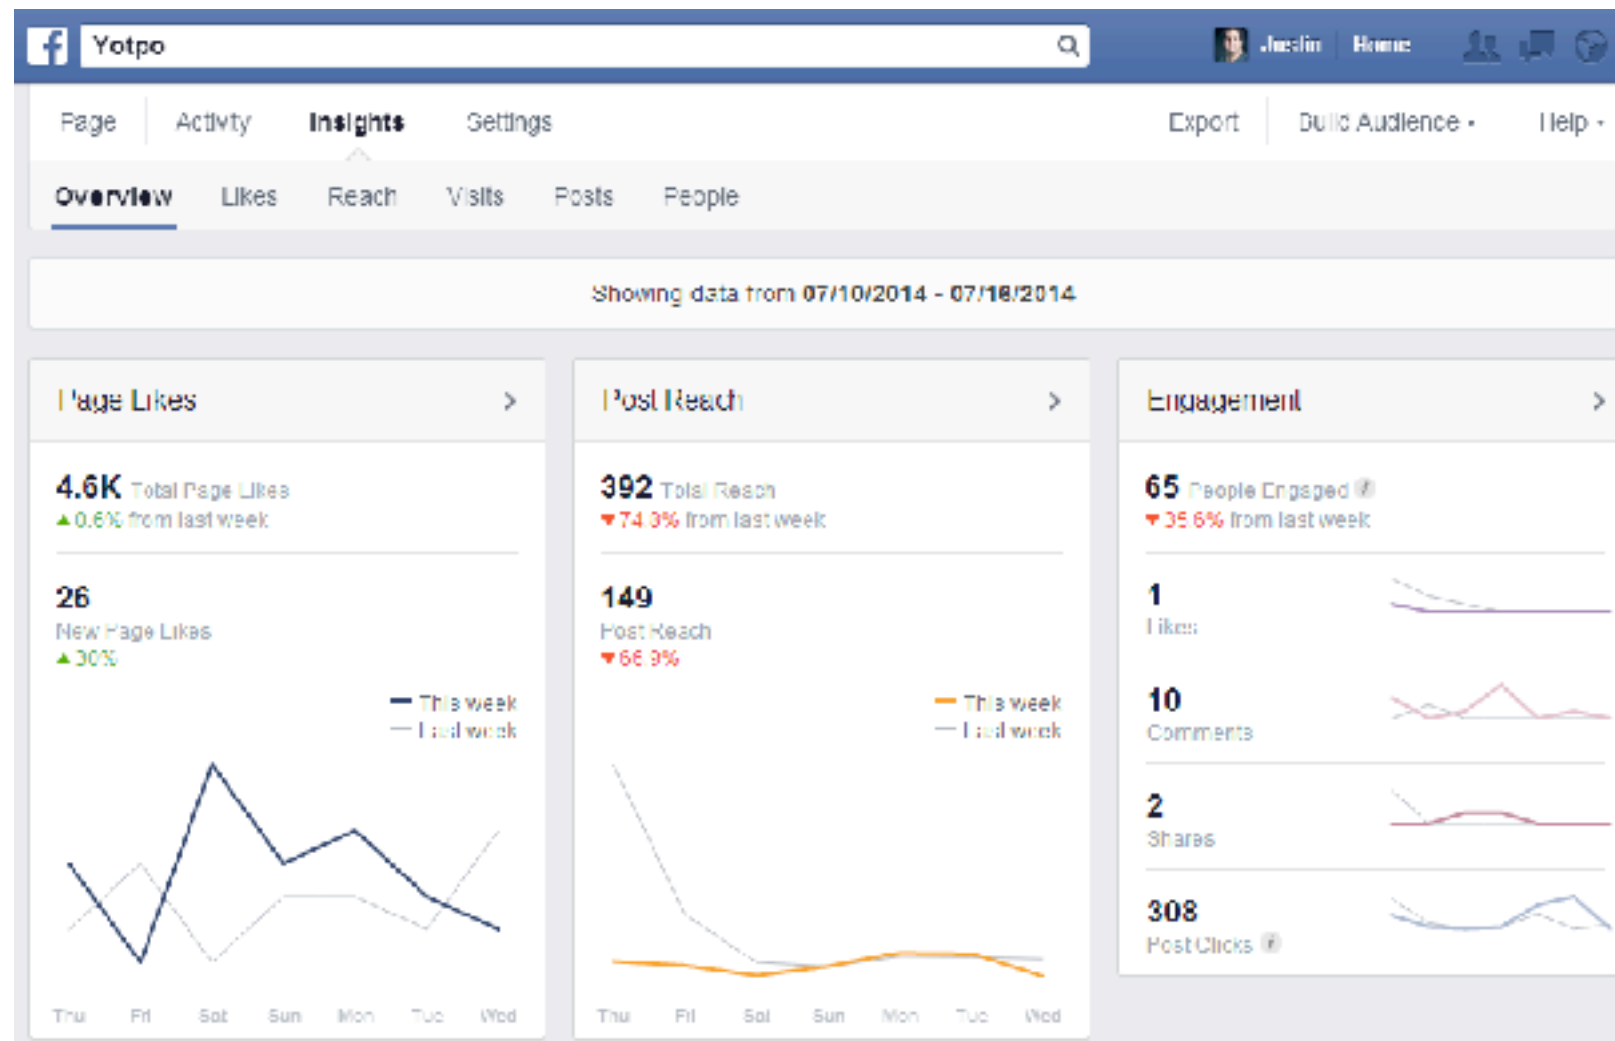 f Yotpo Justin Home
Page Activity Insights Settings Export Build Audience Help
Overview Likes Reach Visits Posts People
Showing data from 07/10/2014 - 07/16/2014
Page Likes
4.6K Total Page Likes
0.6% from last week
26
New Page Likes
30%
This week
Last week
Thu Fri Sat Sun Mon Tue Wed
Post Reach
392 Total Reach
74.8% from last week
149
Post Reach
66.9%
This week
Last week
Thu Fri Sat Sun Mon Tue Wed
Engagement
65 People Engaged i
35.6% from last week
1
Likes
10
Comments
2
Shares
308
Post Clicks i